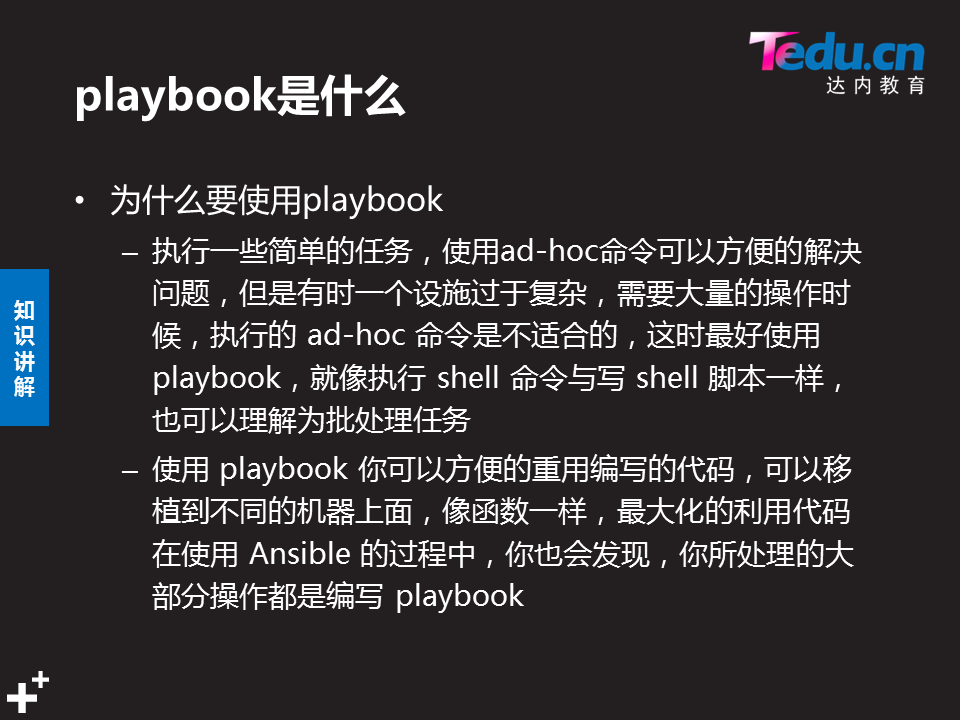 Tedu.cn
达内教育
playbook是什么
• 为什么要使用playbook
– 执行一些简单的任务，使用ad-hoc命令可以方便的解决
问题，但是有时一个设施过于复杂，需要大量的操作时
候，执行的 ad-hoc 命令是不适合的，这时最好使用
playbook，就像执行 shell 命令与写 shell 脚本一样，
也可以理解为批处理任务
– 使用 playbook 你可以方便的重用编写的代码，可以移
植到不同的机器上面，像函数一样，最大化的利用代码
在使用 Ansible 的过程中，你也会发现，你所处理的大
部分操作都是编写 playbook
知
识
讲
解